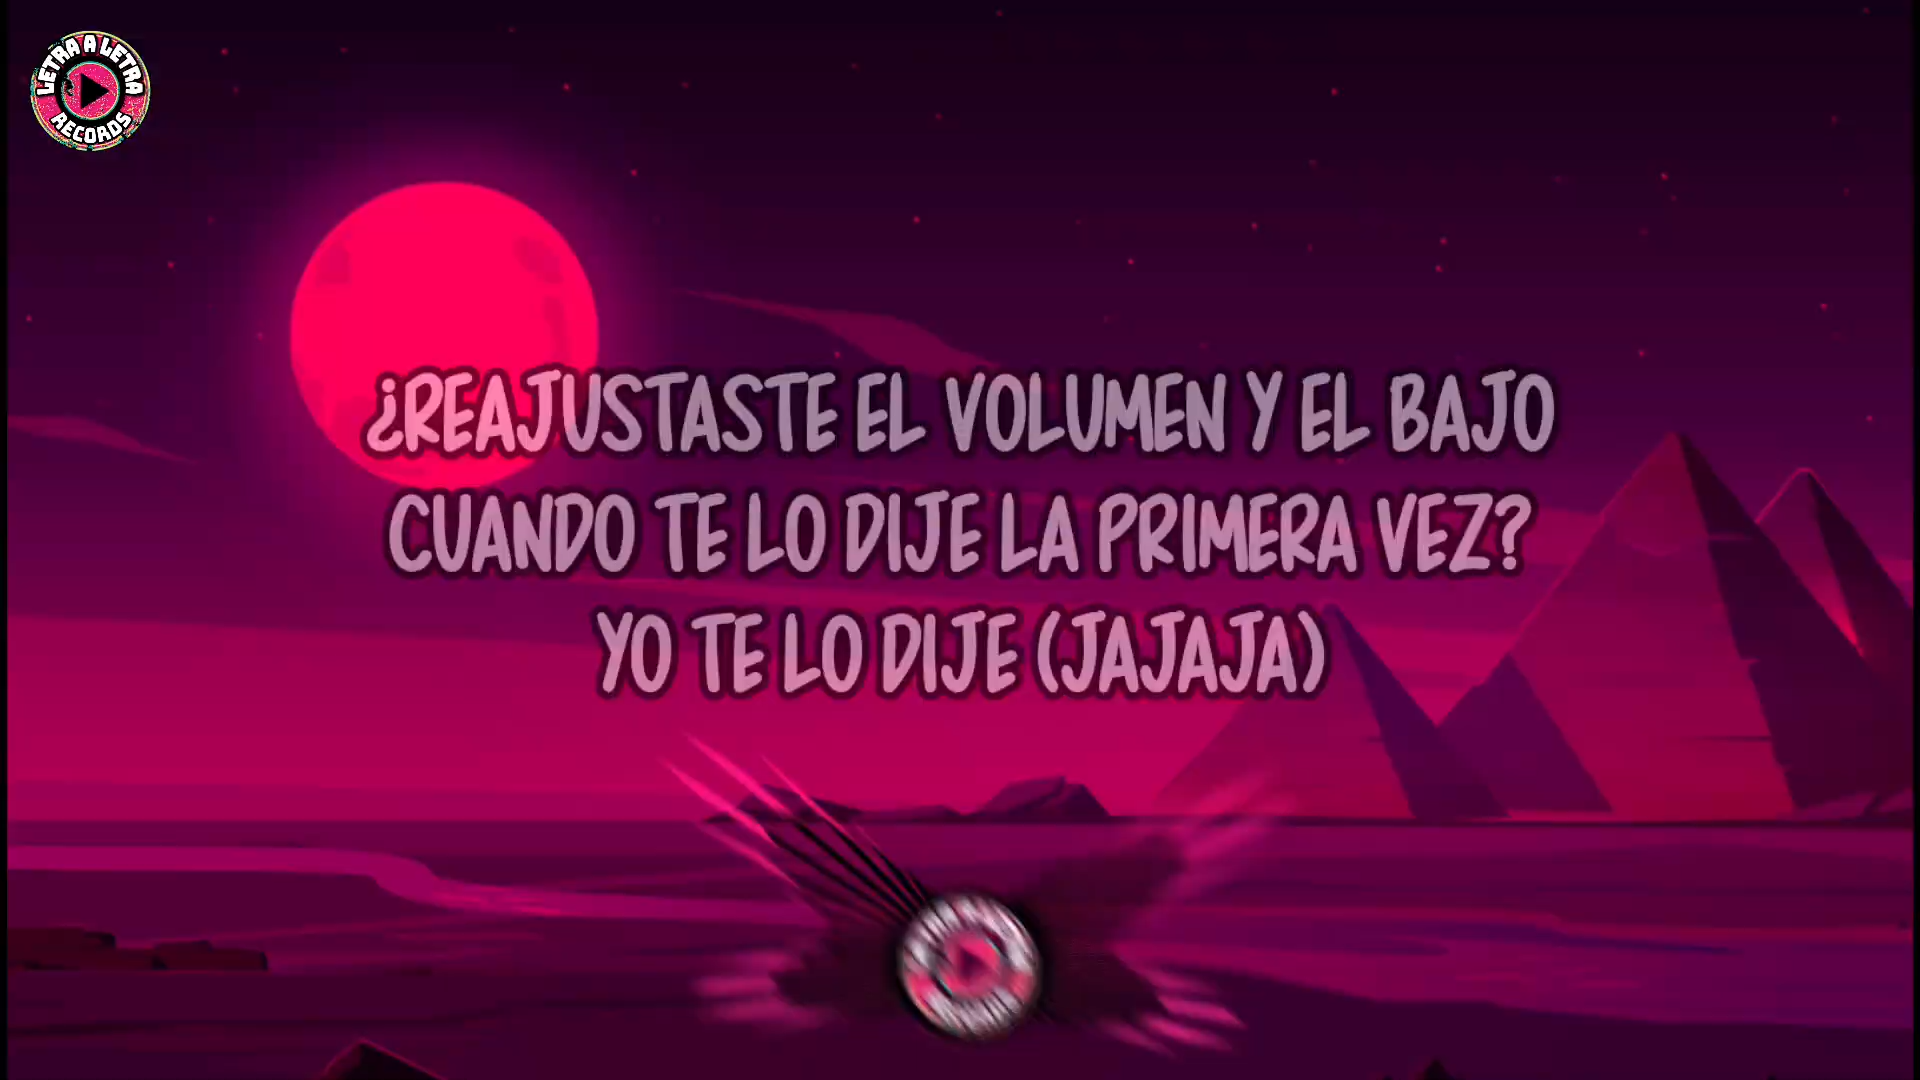 LETRA A LETRA
RECORDS
¿REAJUSTASTE EL VOLUMEN Y EL BAJO
CUANDO TE LO DIJE LA PRIMERA VEZ?
YO TE LO DIJE (JAJAJA)